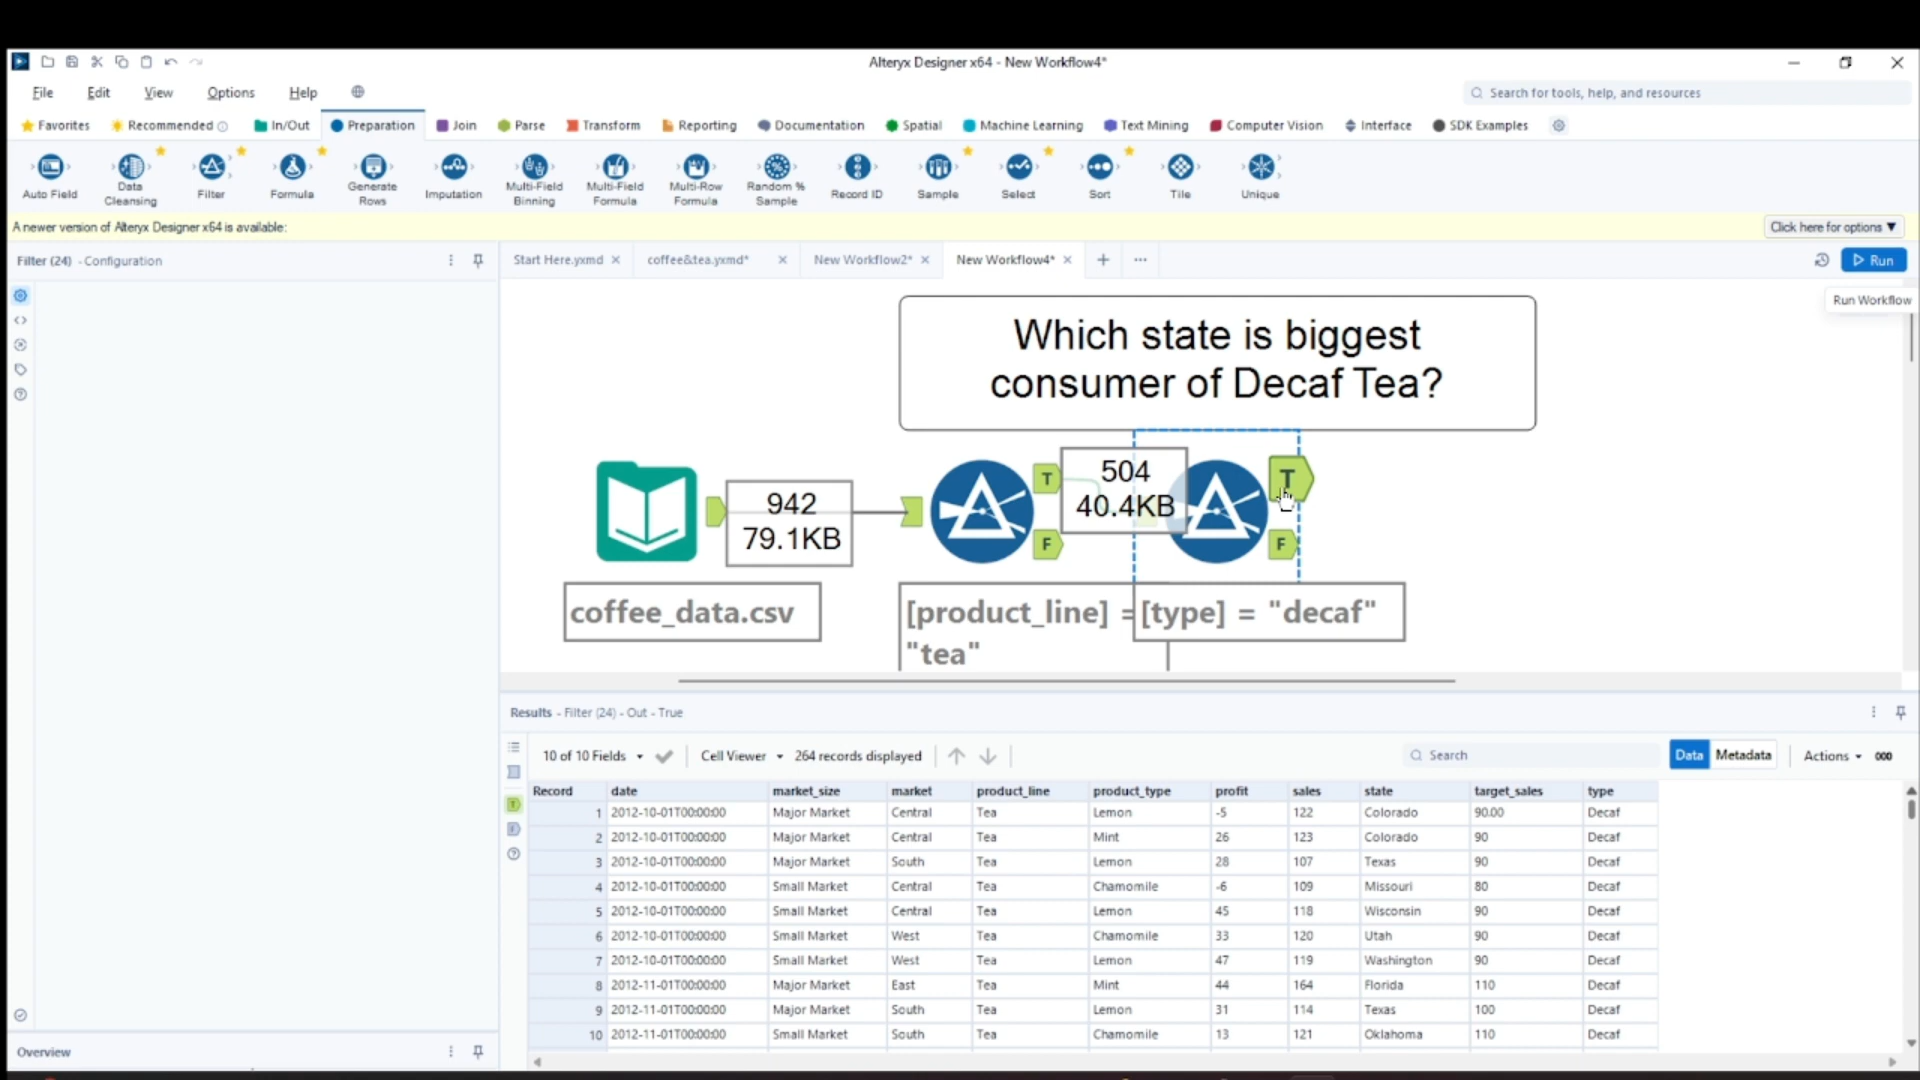 Alteryx Designer x64 - New Workflow4*
File Edit View Options Help
Search for tools, help, and resources
Favorites Recommended In/Out Preparation Join Parse Transform Reporting Documentation Spatial Machine Learning Text Mining Computer Vision Interface SDK Examples
Auto Field
Data
Cleansing
Filter
Formula
Generate
Rows
Imputation
Multi-Field
Binning
Multi-Field
Formula
Multi-Row
Formula
Random %
Sample
Record ID
Sample
Select
Sort
Tile
Unique
A newer version of Alteryx Designer x64 is available:
Click here for options ▼
Filter (24) - Configuration
Start Here.yxmd
coffee&tea.yxmd*
New Workflow2*
New Workflow4*
Run
Run Workflow
Which state is biggest
consumer of Decaf Tea?
942
79.1KB
T
F
504
40.4KB
T
F
coffee_data.csv
[product_line] =
"tea"
[type] = "decaf"
Results - Filter (24) - Out - True
10 of 10 Fields Cell Viewer 264 records displayed Search Data Metadata Actions
Record date market_size market product_line product_type profit sales state target_sales type
1 2012-10-01T00:00:00 Major Market Central Tea Lemon -5 122 Colorado 90.00 Decaf
2 2012-10-01T00:00:00 Major Market Central Tea Mint 26 123 Colorado 90 Decaf
3 2012-10-01T00:00:00 Major Market South Tea Lemon 28 107 Texas 90 Decaf
4 2012-10-01T00:00:00 Small Market Central Tea Chamomile -6 109 Missouri 80 Decaf
5 2012-10-01T00:00:00 Small Market Central Tea Lemon 45 118 Wisconsin 90 Decaf
6 2012-10-01T00:00:00 Small Market West Tea Chamomile 33 120 Utah 90 Decaf
7 2012-10-01T00:00:00 Small Market West Tea Lemon 47 119 Washington 90 Decaf
8 2012-11-01T00:00:00 Major Market East Tea Mint 44 164 Florida 110 Decaf
9 2012-11-01T00:00:00 Major Market South Tea Lemon 31 114 Texas 100 Decaf
10 2012-11-01T00:00:00 Small Market South Tea Chamomile 13 121 Oklahoma 110 Decaf
Overview